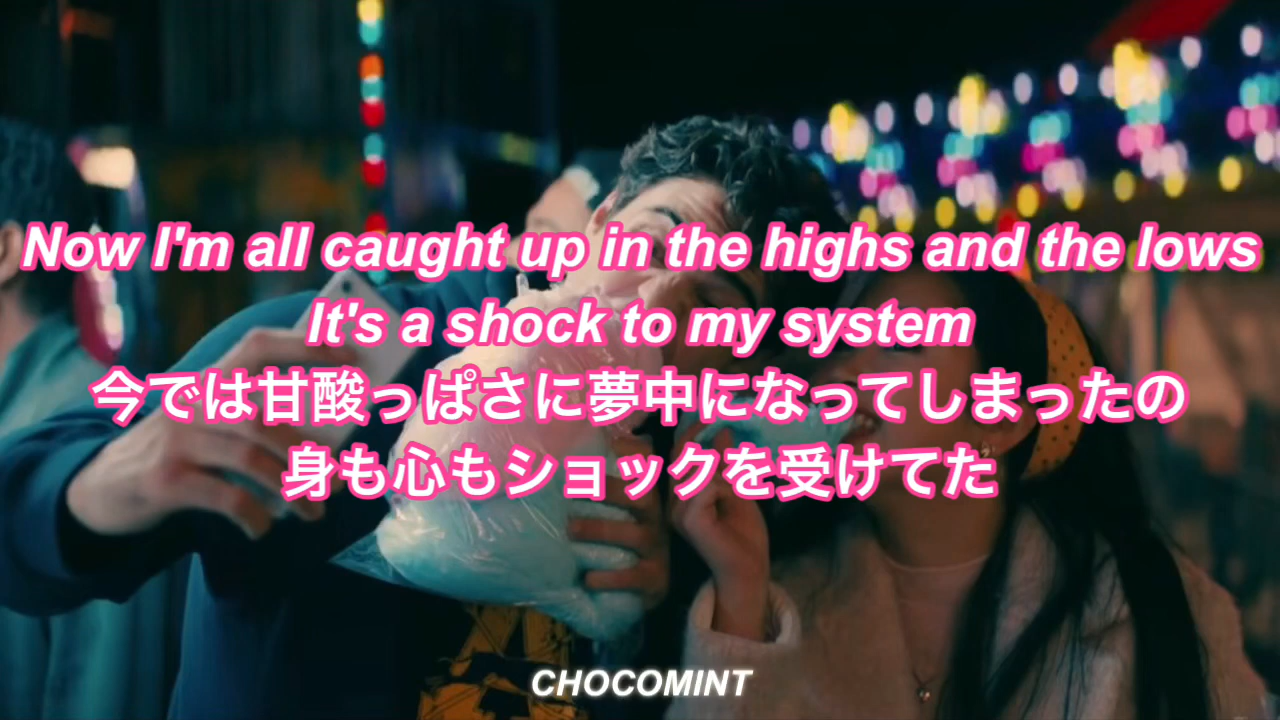 Now I'm all caught up in the highs and the lows
It's a shock to my system
今では甘酸っぱさに夢中になってしまったの
身も心もショックを受けてた
CHOCOMINT